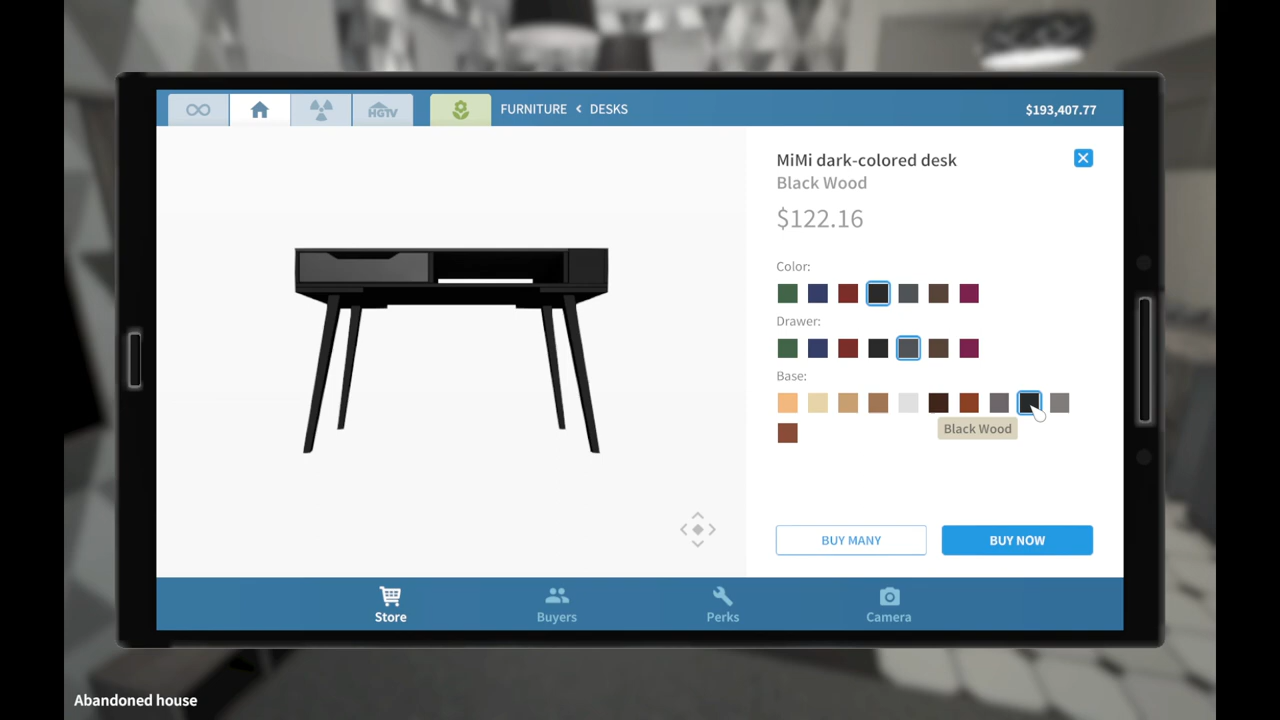 HGTV
FURNITURE < DESKS
$193,407.77
MiMi dark-colored desk
Black Wood
$122.16
Color:
Drawer:
Base:
Black Wood
BUY MANY
BUY NOW
Store
Buyers
Perks
Camera
Abandoned house